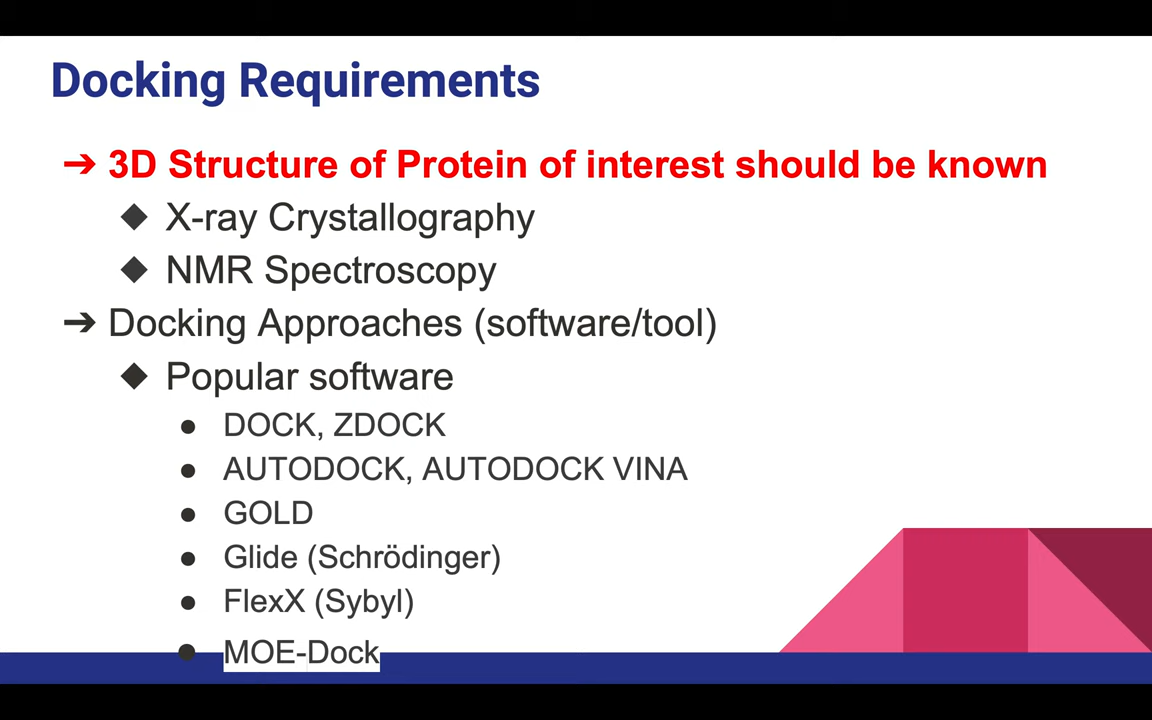 Docking Requirements
➔ 3D Structure of Protein of interest should be known
◆ X-ray Crystallography
◆ NMR Spectroscopy
➔ Docking Approaches (software/tool)
◆ Popular software
● DOCK, ZDOCK
● AUTODOCK, AUTODOCK VINA
● GOLD
● Glide (Schrödinger)
● FlexX (Sybyl)
● MOE-Dock